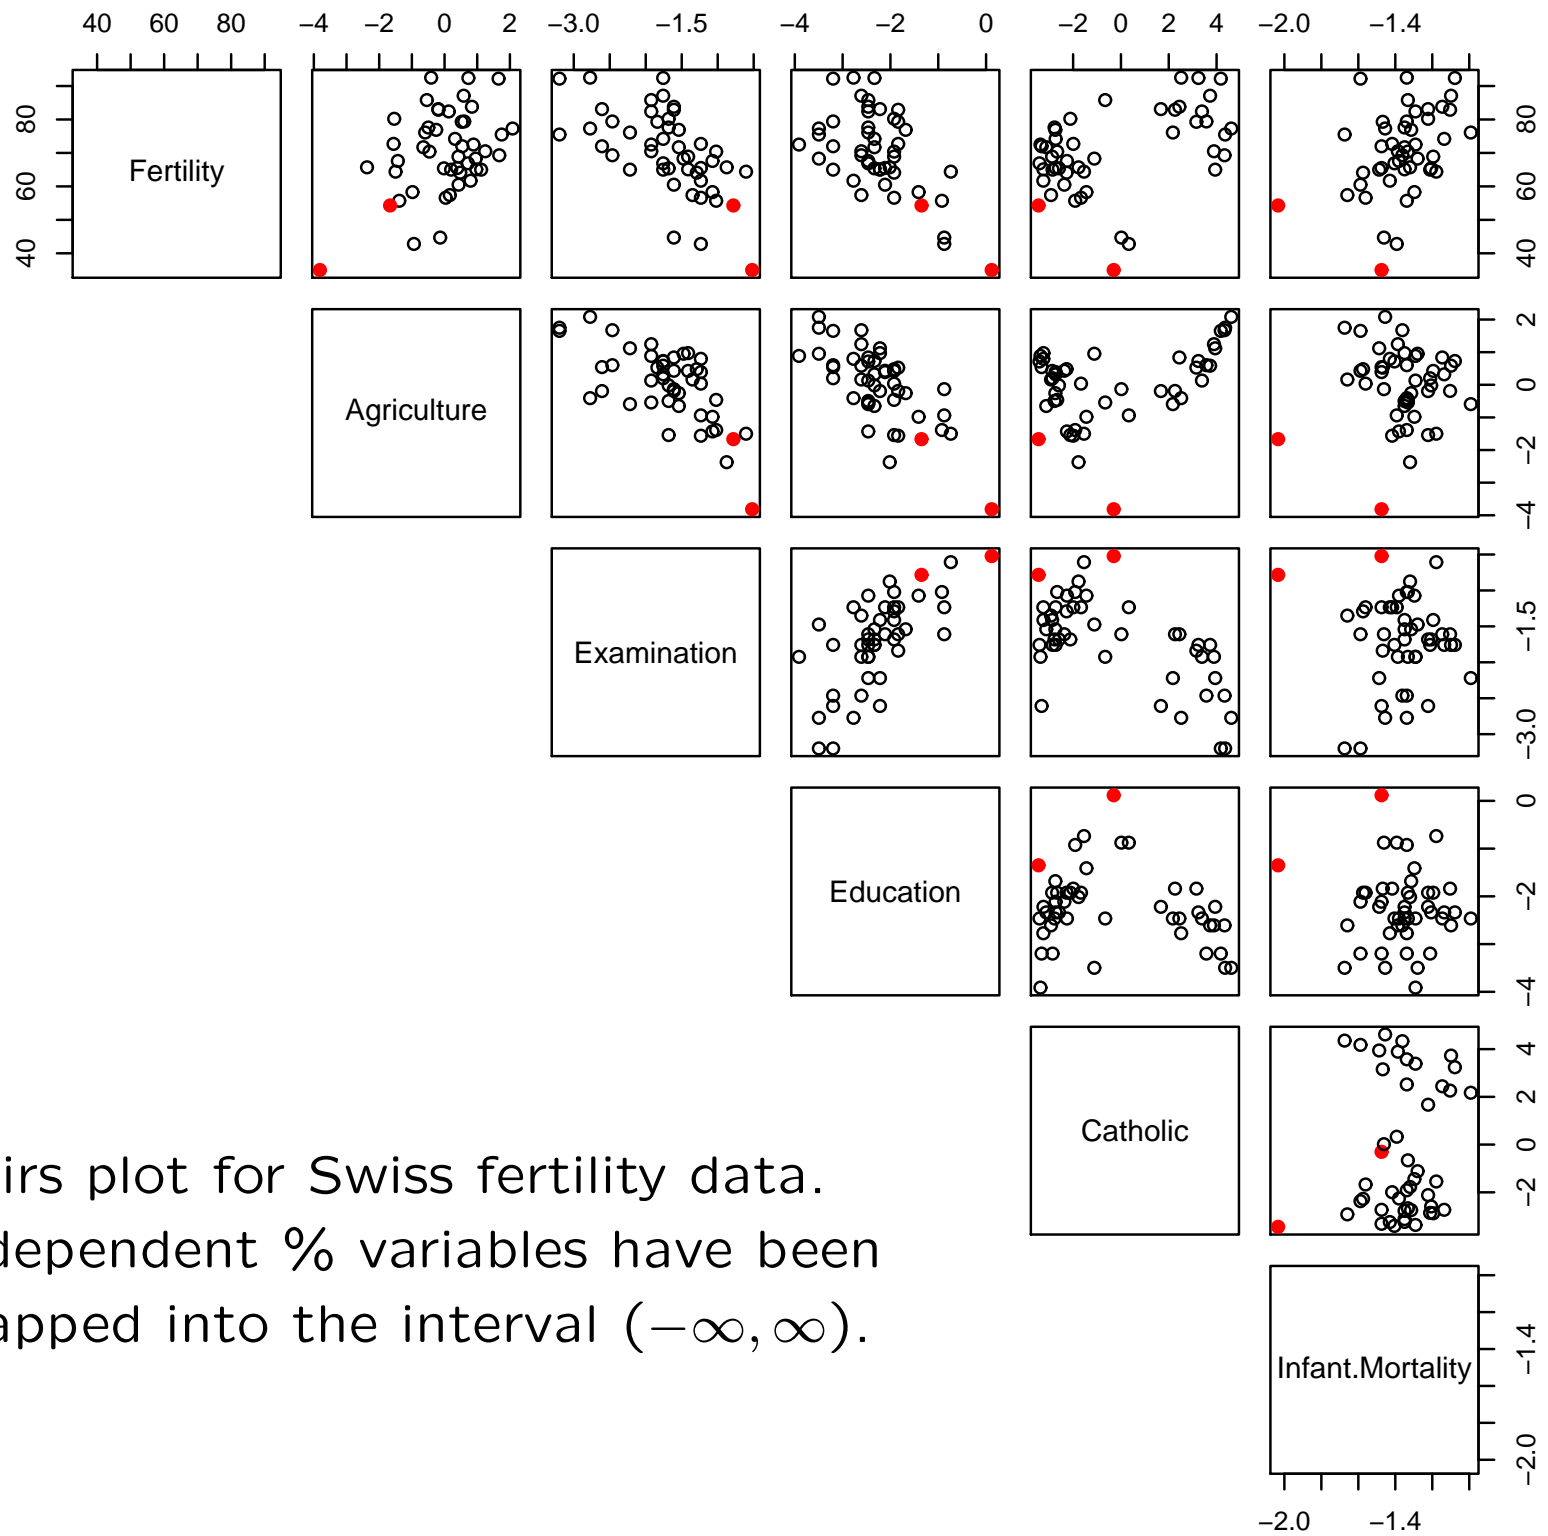 40 60 80 −4 −2 0 2 −3.0 −1.5 −4 −2 0 −2 0 2 4 −2.0 −1.4
Fertility
40 60 80
40 60 80
Agriculture
−4 −2 0 2
Examination
−3.0 −1.5
Education
−4 −2 0
Catholic
−2 0 2 4
irs plot for Swiss fertility data.
dependent % variables have been
apped into the interval (−∞, ∞).
Infant.Mortality
−2.0 −1.4
−2.0 −1.4